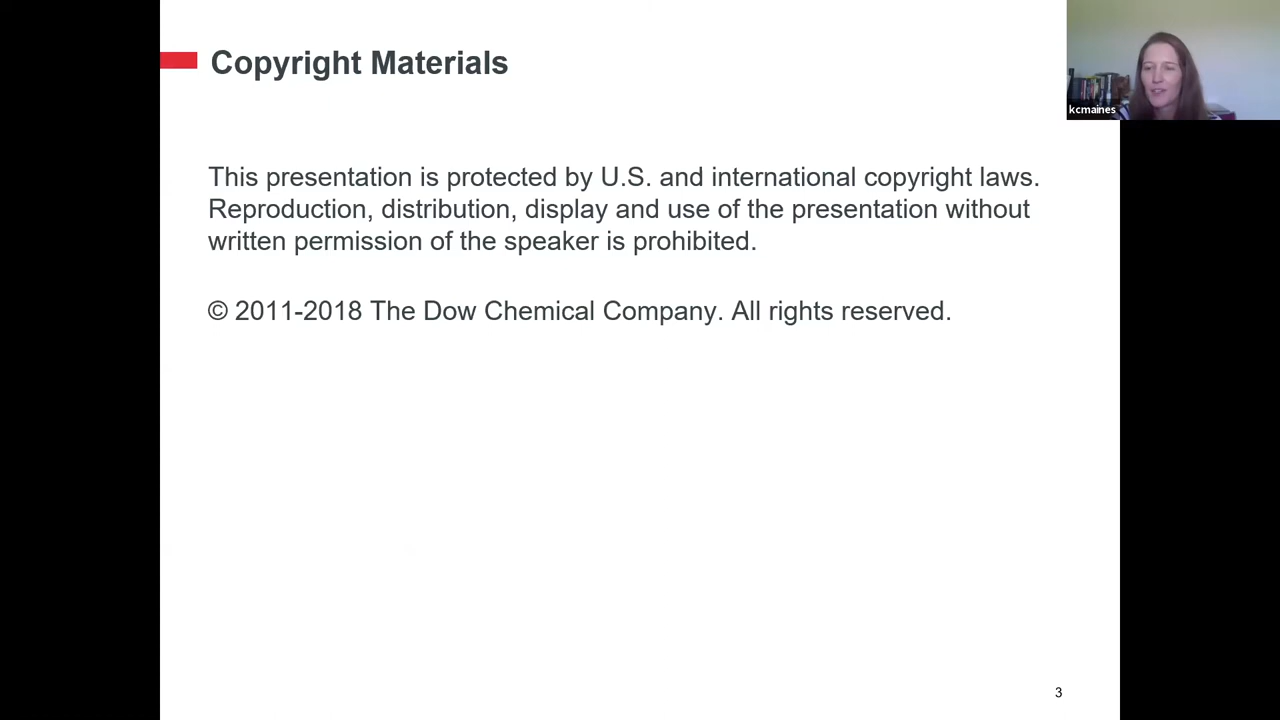 Copyright Materials
kcmaines
This presentation is protected by U.S. and international copyright laws.
Reproduction, distribution, display and use of the presentation without
written permission of the speaker is prohibited.
© 2011-2018 The Dow Chemical Company. All rights reserved.
3